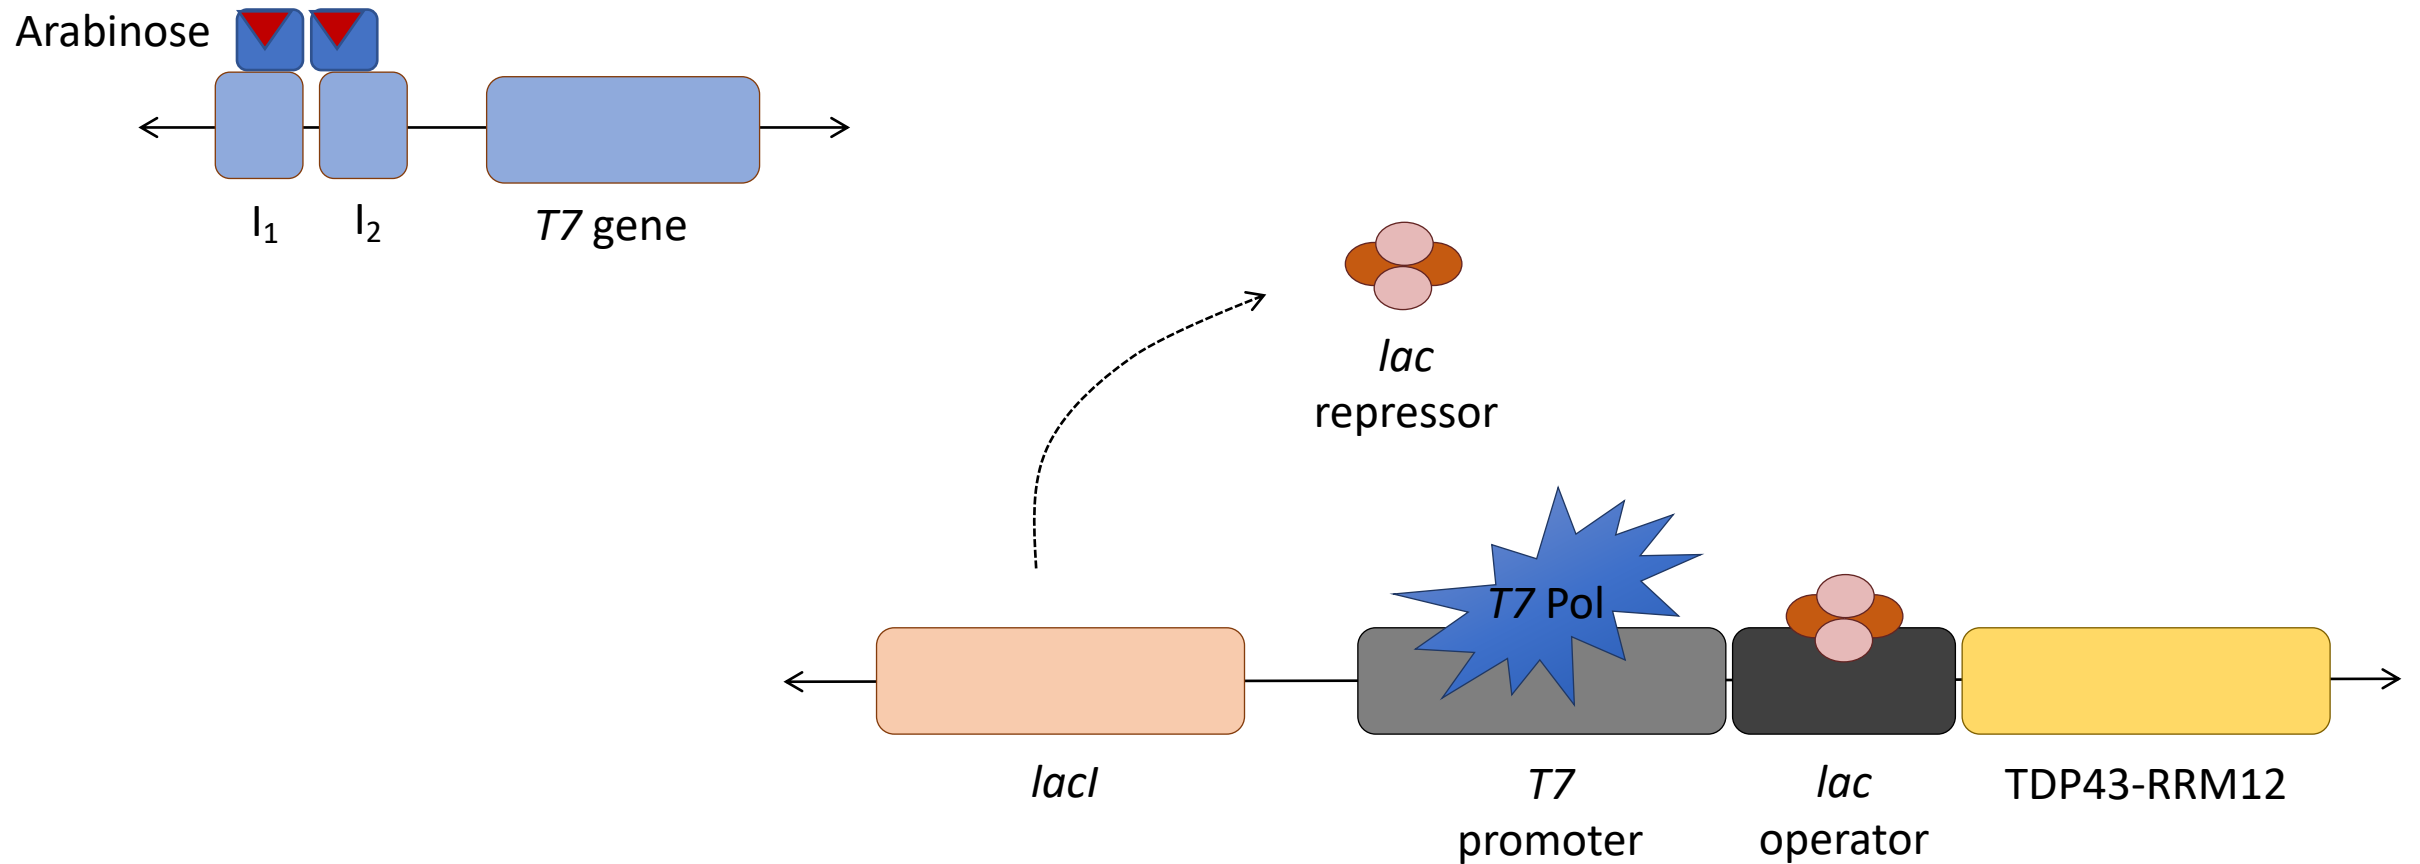 Arabinose
I₁
I₂
T7 gene
lac
repressor
T7 Pol
lacI
T7
promoter
lac
operator
TDP43-RRM12